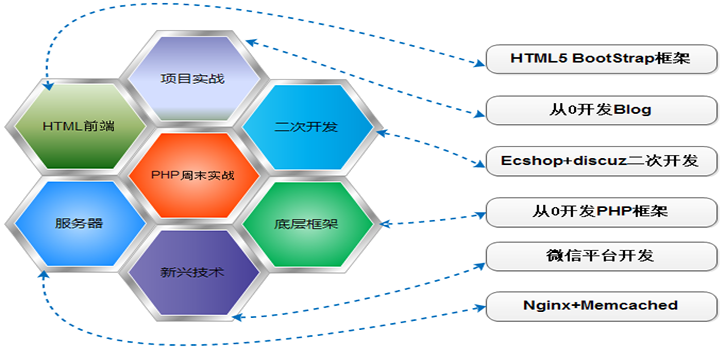 项目实战
HTML前端
二次开发
PHP周末实战
服务器
底层框架
新兴技术
HTML5 BootStrap框架
从0开发Blog
Ecshop+discuz二次开发
从0开发PHP框架
微信平台开发
Nginx+Memcached